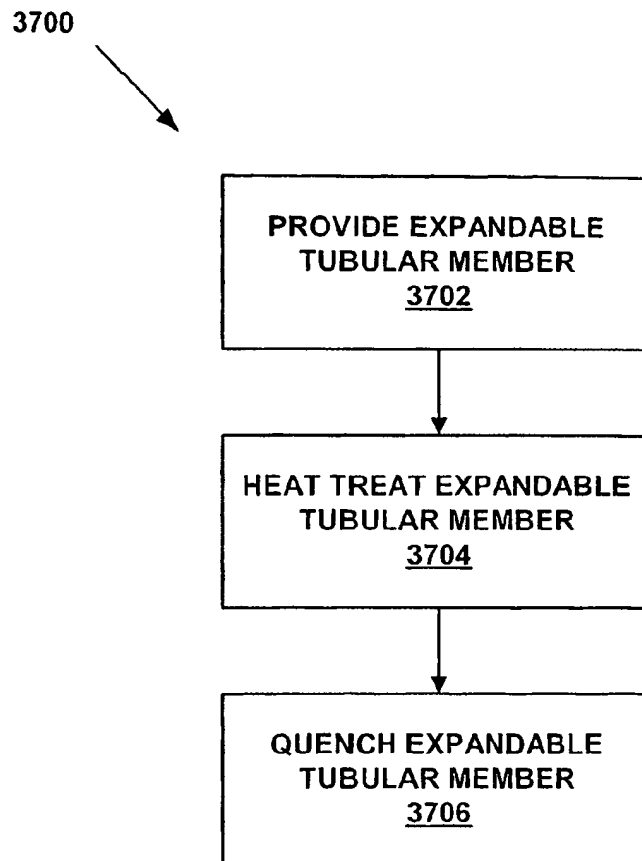 3700
PROVIDE EXPANDABLE
TUBULAR MEMBER
3702
HEAT TREAT EXPANDABLE
TUBULAR MEMBER
3704
QUENCH EXPANDABLE
TUBULAR MEMBER
3706